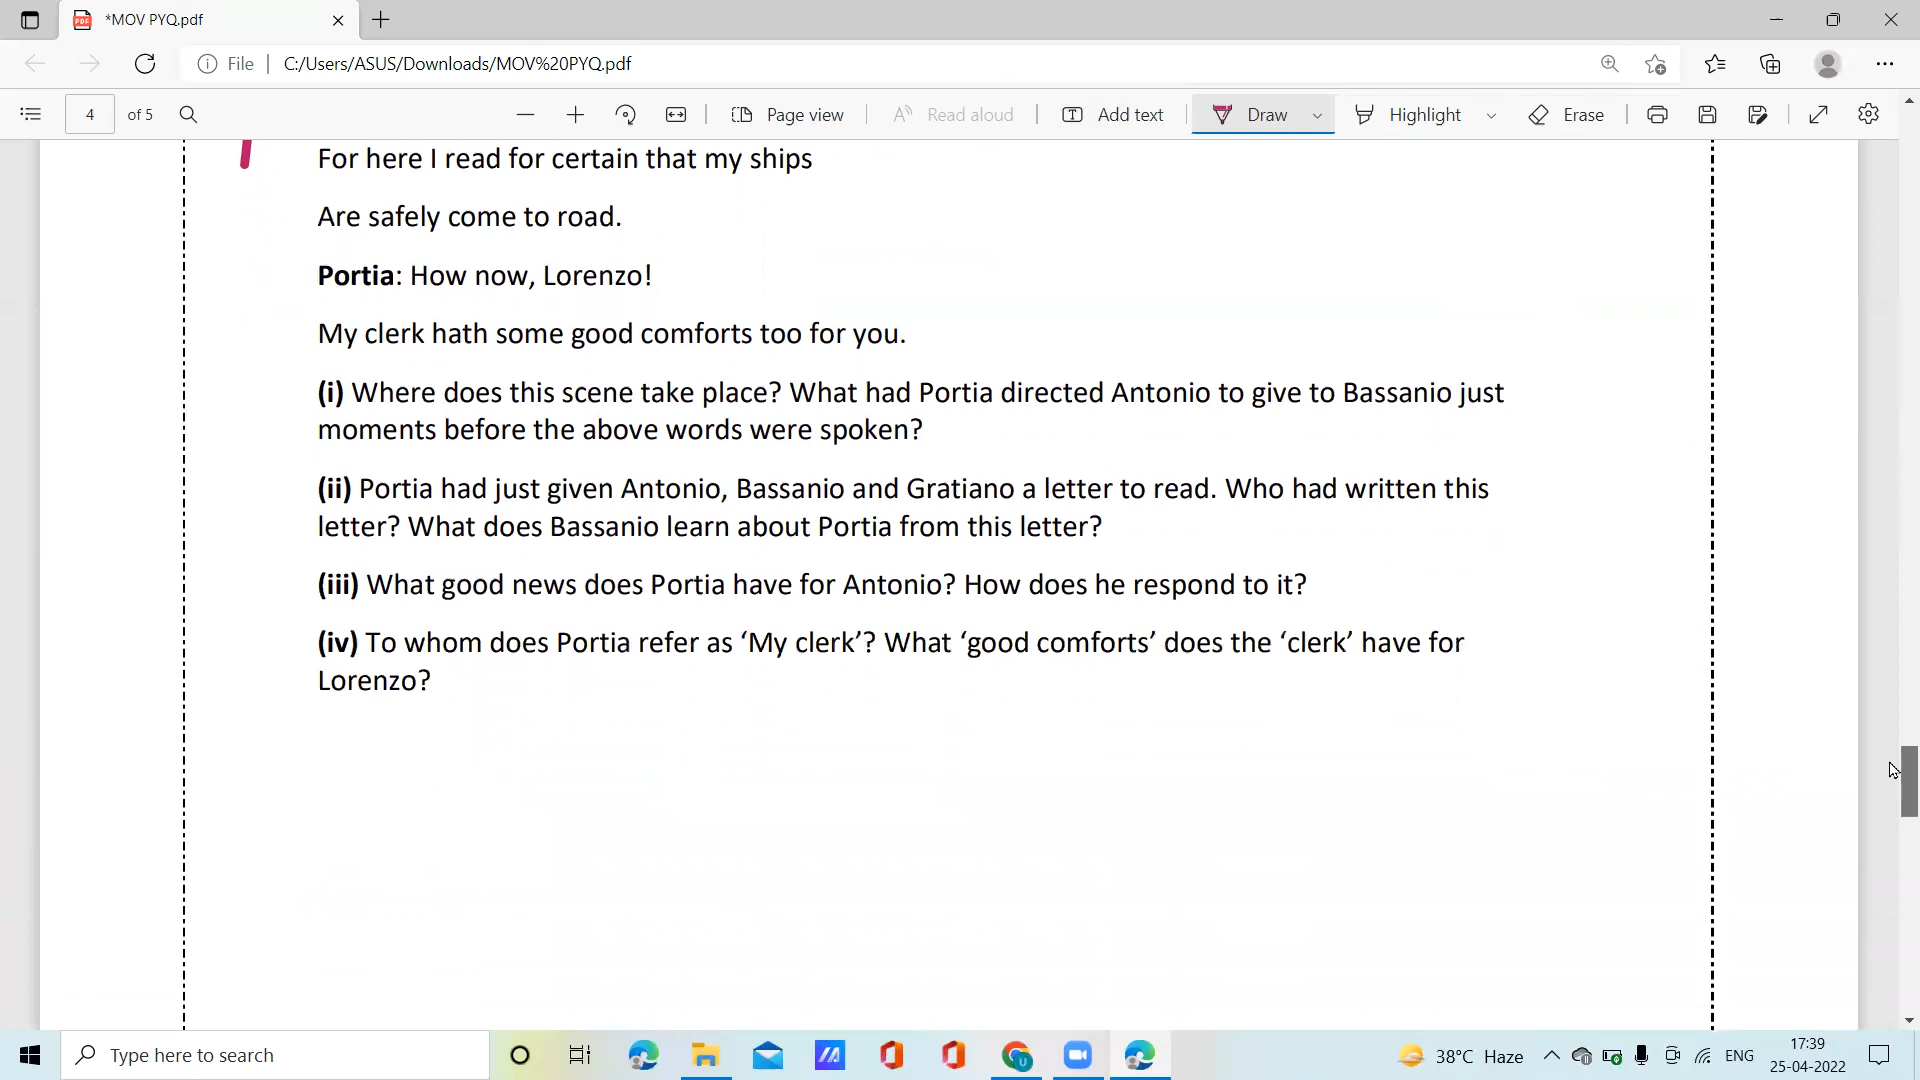 *MOV PYQ.pdf
File | C:/Users/ASUS/Downloads/MOV%20PYQ.pdf
4 of 5 Page view Read aloud Add text Draw Highlight Erase
For here I read for certain that my ships
Are safely come to road.
Portia: How now, Lorenzo!
My clerk hath some good comforts too for you.
(i) Where does this scene take place? What had Portia directed Antonio to give to Bassanio just
moments before the above words were spoken?
(ii) Portia had just given Antonio, Bassanio and Gratiano a letter to read. Who had written this
letter? What does Bassanio learn about Portia from this letter?
(iii) What good news does Portia have for Antonio? How does he respond to it?
(iv) To whom does Portia refer as ‘My clerk’? What ‘good comforts’ does the ‘clerk’ have for
Lorenzo?
Type here to search
38°C Haze
ENG
17:39
25-04-2022